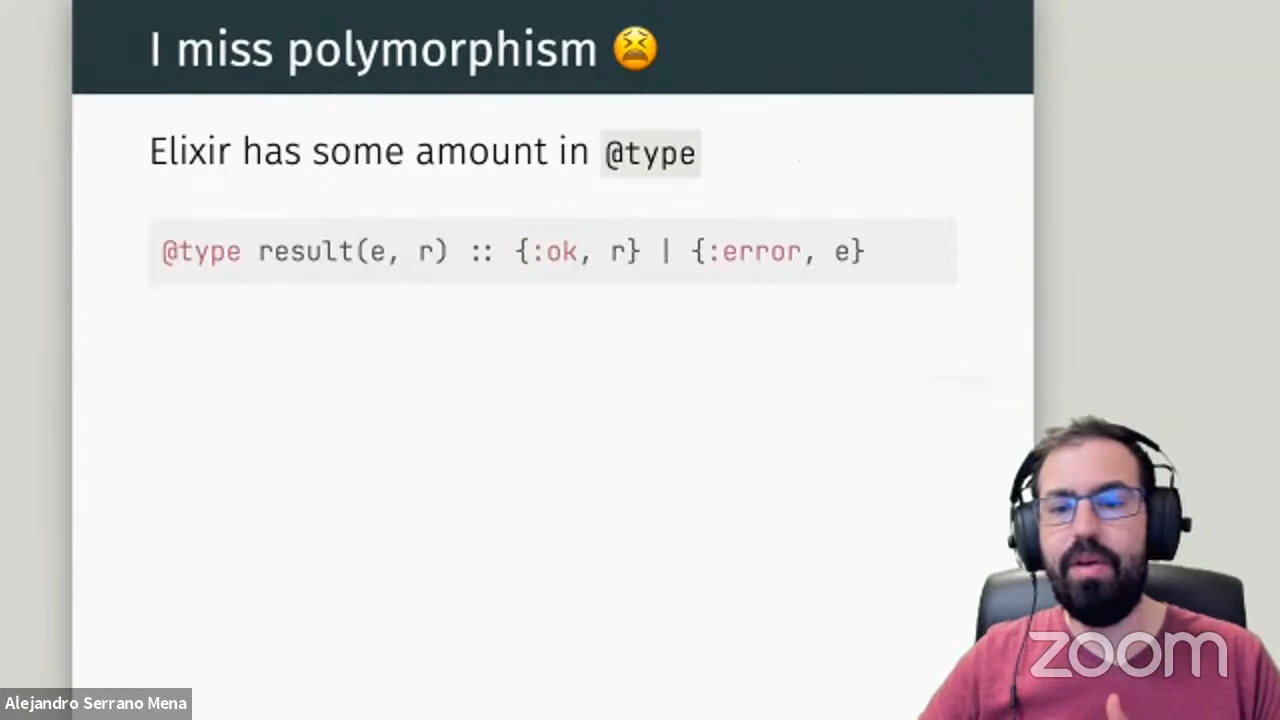 I miss polymorphism 😫
Elixir has some amount in @type
@type result(e, r) :: {:ok, r} | {:error, e}
zoom
Alejandro Serrano Mena